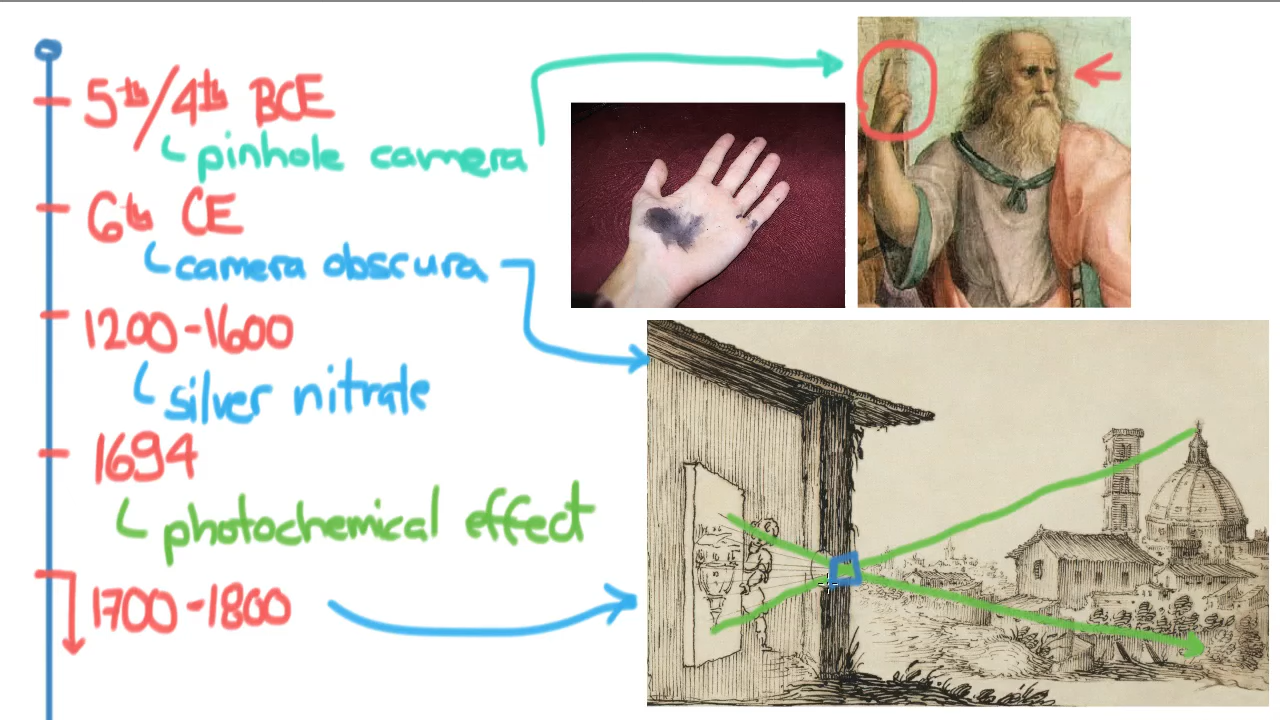 5th/4th BCE
pinhole camera
6th CE
camera obscura
1200-1600
silver nitrate
1694
photochemical effect
1700-1800